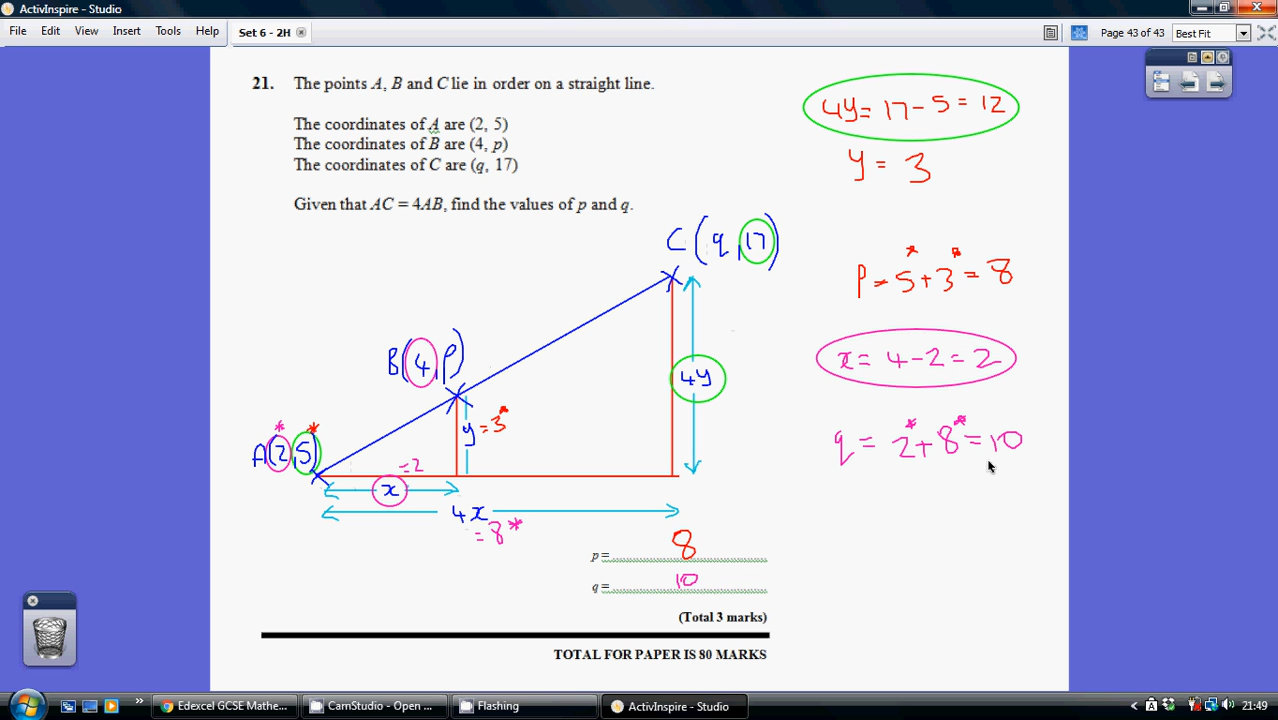 ActivInspire - Studio
File Edit View Insert Tools Help Set 6 - 2H Page 43 of 43 Best Fit
21. The points A, B and C lie in order on a straight line.
The coordinates of A are (2, 5)
The coordinates of B are (4, p)
The coordinates of C are (q, 17)
Given that AC = 4AB, find the values of p and q.
4y = 17 - 5 = 12
y = 3
C (q, 17)
P = 5* + 3* = 8
B(4, P)
x = 4 - 2 = 2
4y
y = 3*
A(2*, 5*)
q = 2* + 8* = 10
= 2
x
4x
= 8*
p = 8
q = 10
(Total 3 marks)
TOTAL FOR PAPER IS 80 MARKS
» Edexcel GCSE Mathe... CamStudio - Open ... Flashing ActivInspire - Studio < 21:49